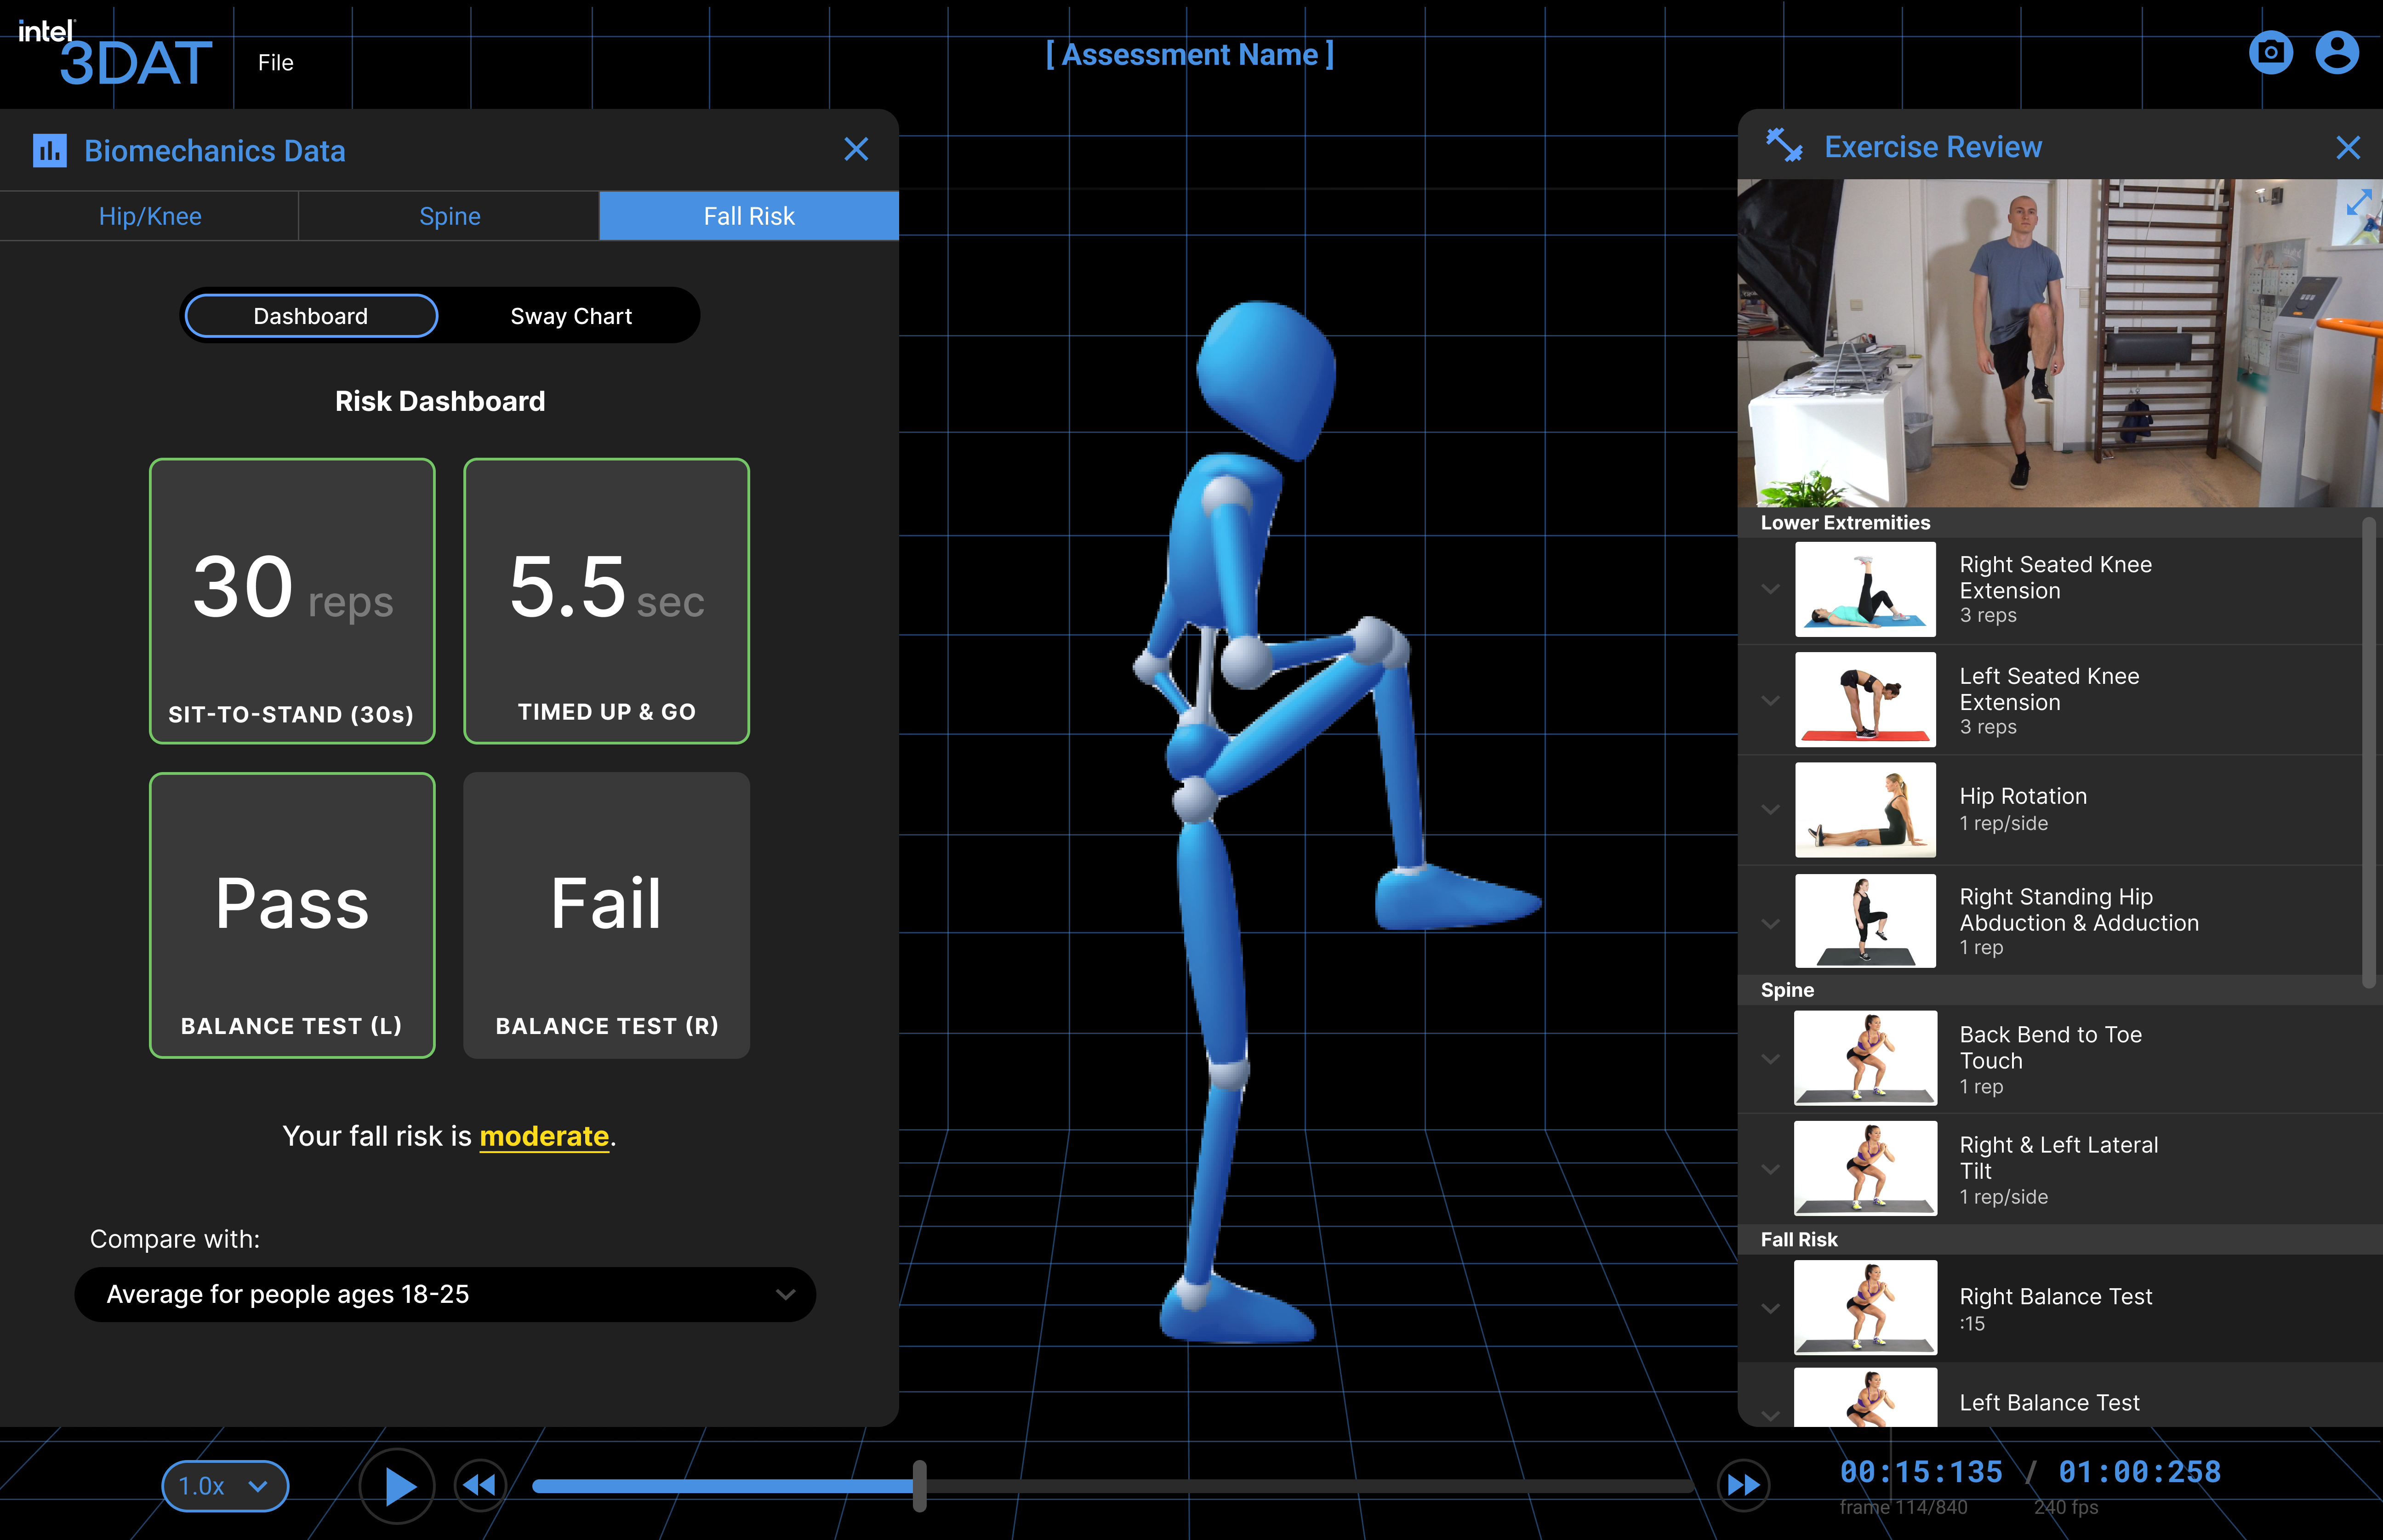 intel
3DAT
File
[ Assessment Name ]
Biomechanics Data
Hip/Knee
Spine
Fall Risk
Dashboard
Sway Chart
Risk Dashboard
30 reps
SIT-TO-STAND (30s)
5.5 sec
TIMED UP & GO
Pass
BALANCE TEST (L)
Fail
BALANCE TEST (R)
Your fall risk is moderate.
Compare with:
Average for people ages 18-25
Exercise Review
Lower Extremities
Right Seated Knee
Extension
3 reps
Left Seated Knee
Extension
3 reps
Hip Rotation
1 rep/side
Right Standing Hip
Abduction & Adduction
1 rep
Spine
Back Bend to Toe
Touch
1 rep
Right & Left Lateral
Tilt
1 rep/side
Fall Risk
Right Balance Test
:15
Left Balance Test
1.0x
00:15:135 / 01:00:258
frame 114/840
240 fps